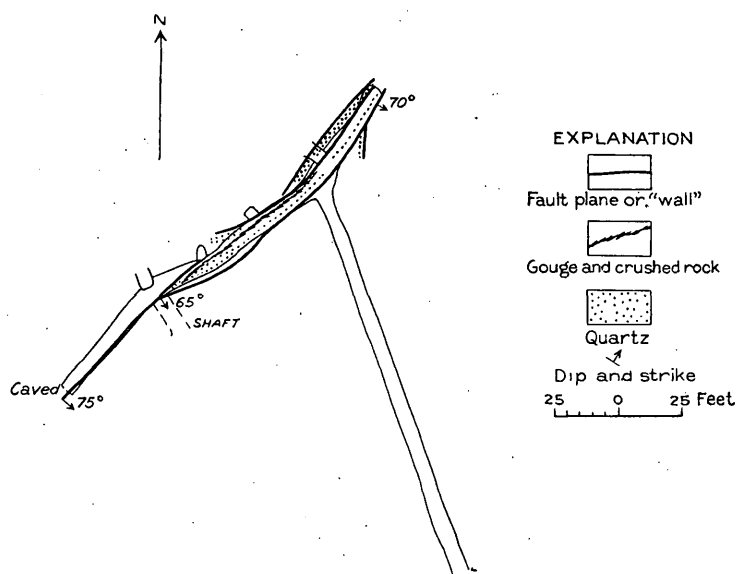 N
70°
65°
SHAFT
Caved
75°
EXPLANATION
Fault plane or "wall"
Gouge and crushed rock
Quartz
Dip and strike
25 0 25 Feet